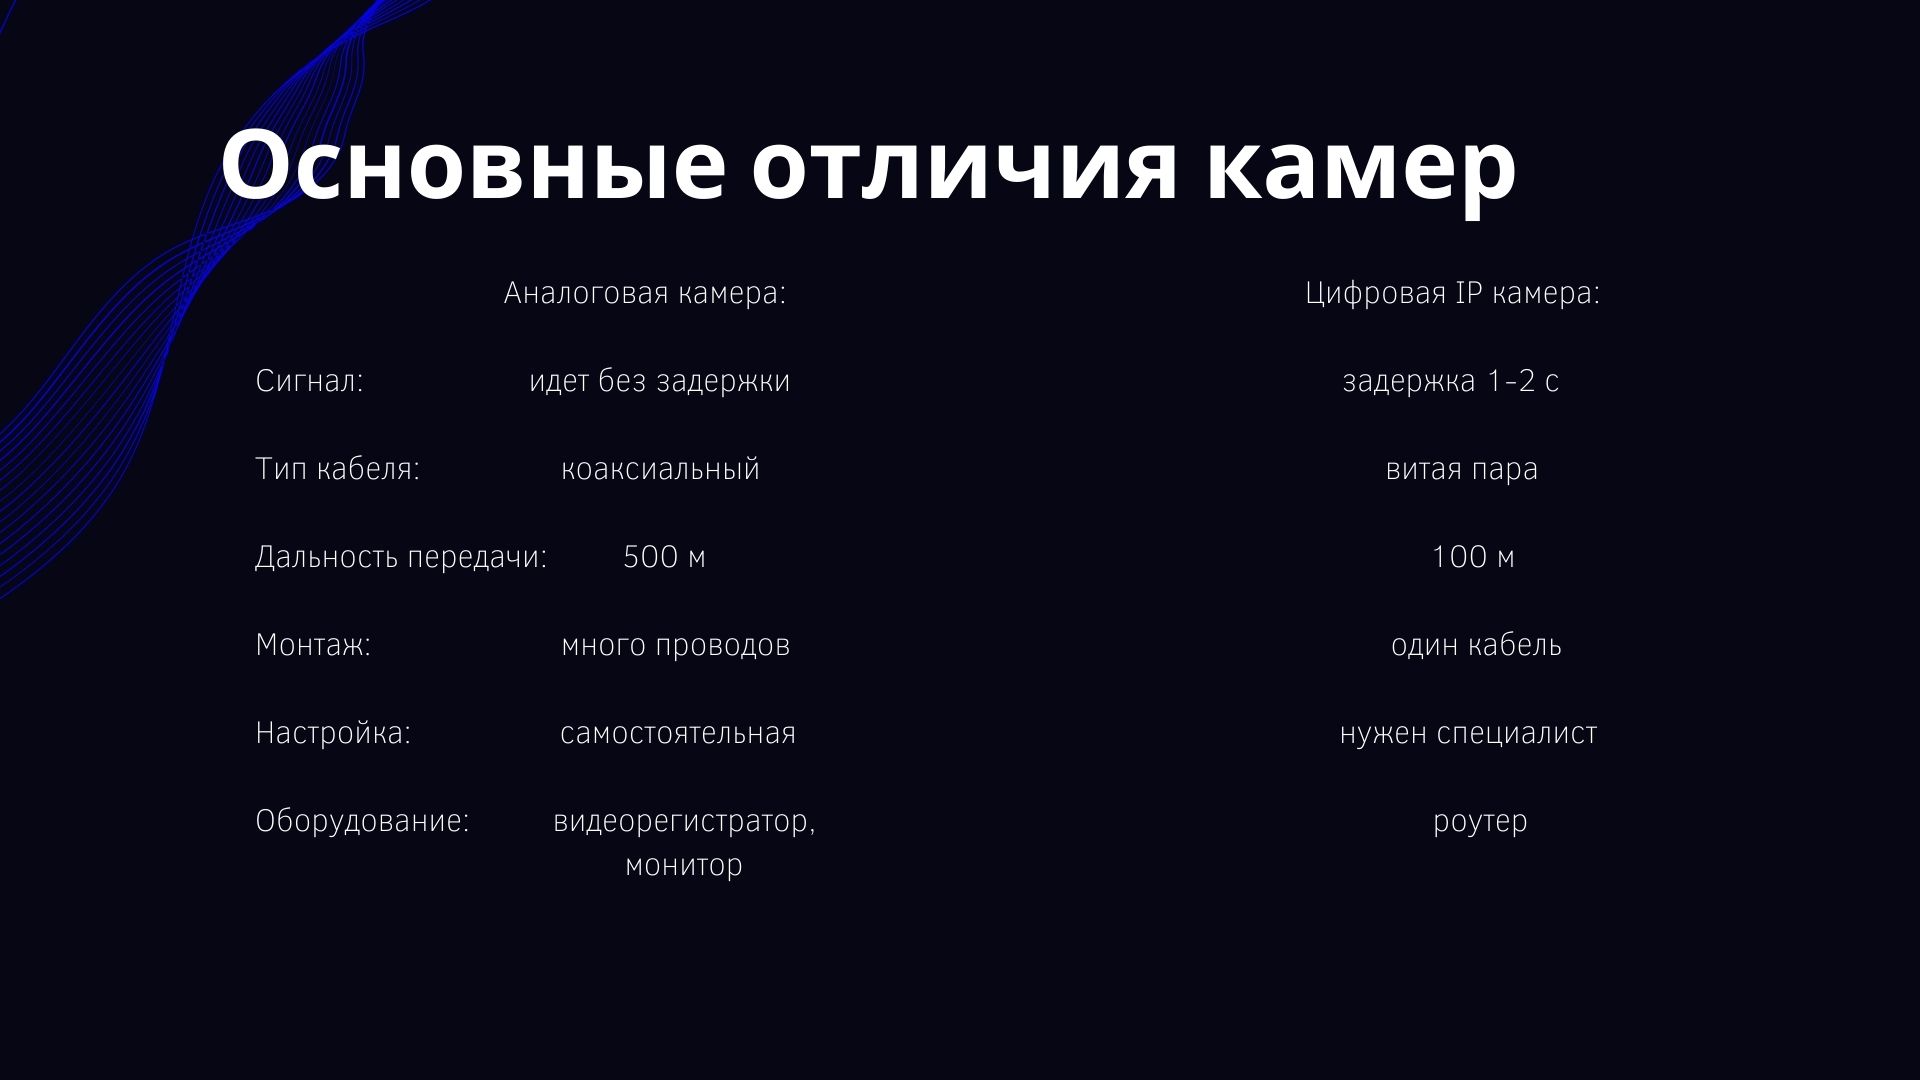 Основные отличия камер
Аналоговая камера: Цифровая IP камера:
Сигнал: идет без задержки задержка 1-2 с
Тип кабеля: коаксиальный витая пара
Дальность передачи: 500 м 100 м
Монтаж: много проводов один кабель
Настройка: самостоятельная нужен специалист
Оборудование: видеорегистратор, роутер
монитор